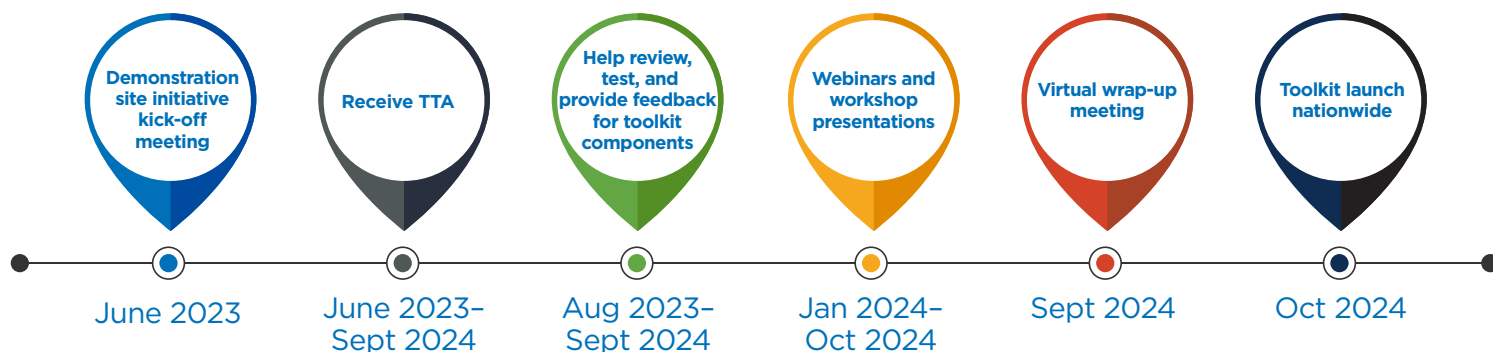 Demonstration
site initiative
kick-off
meeting
Receive TTA
Help review,
test, and
provide feedback
for toolkit
components
Webinars and
workshop
presentations
Virtual wrap-up
meeting
Toolkit launch
nationwide
June 2023
June 2023–
Sept 2024
Aug 2023–
Sept 2024
Jan 2024–
Oct 2024
Sept 2024
Oct 2024